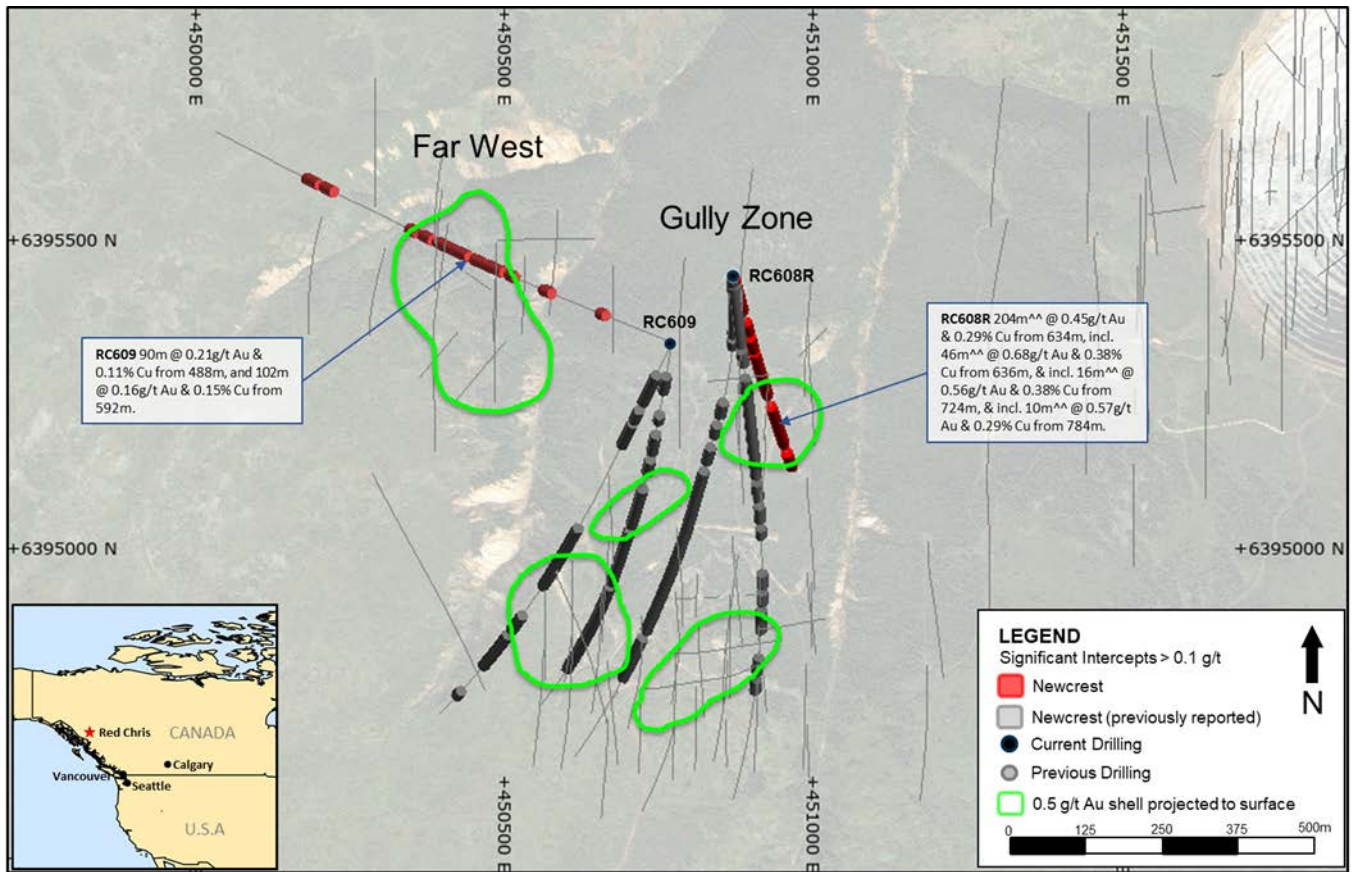 +450000 E
+450500 E
+451000 E
+451500 E
Far West
Gully Zone
+6395500 N
+6395500 N
RC608R
RC609
RC609 90m @ 0.21g/t Au &
0.11% Cu from 488m, and 102m
@ 0.16g/t Au & 0.15% Cu from
592m.
RC608R 204m^^ @ 0.45g/t Au
& 0.29% Cu from 634m, incl.
46m^^ @ 0.68g/t Au & 0.38%
Cu from 636m, & incl. 16m^^ @
0.56g/t Au & 0.38% Cu from
724m, & incl. 10m^^ @ 0.57g/t
Au & 0.29% Cu from 784m.
+6395000 N
+6395000 N
Red Chris
CANADA
Calgary
Vancouver
Seattle
U.S.A
+450500 E
+451000 E
LEGEND
Significant Intercepts > 0.1 g/t
Newcrest
Newcrest (previously reported)
Current Drilling
Previous Drilling
0.5 g/t Au shell projected to surface
N
0 125 250 375 500m